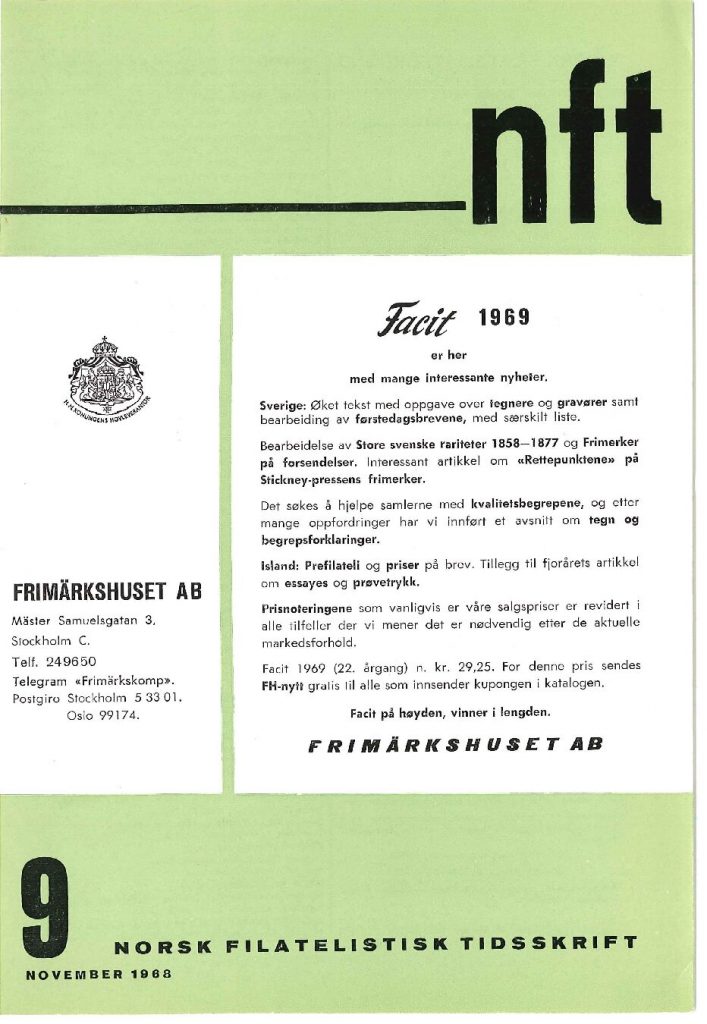 nft
H.M.KONUNGENS HOVLEVERANTÖR
FRIMÄRKSHUSET AB
Mäster Samuelsgatan 3,
Stockholm C.
Telf. 249650
Telegram «Frimärkskomp».
Postgiro Stockholm 5 33 01.
Oslo 99174.
Facit 1969
er her
med mange interessante nyheter.
Sverige: Øket tekst med oppgave over tegnere og gravører samt
bearbeiding av førstedagsbrevene, med særskilt liste.
Bearbeidelse av Store svenske rariteter 1858—1877 og Frimerker
på forsendelser. Interessant artikkel om «Rettepunktene» på
Stickney-pressens frimerker.
Det søkes å hjelpe samlerne med kvalitetsbegrepene, og etter
mange oppfordringer har vi innført et avsnitt om tegn og
begrepsforklaringer.
Island: Prefilateli og priser på brev. Tillegg til fjorårets artikkel
om essayes og prøvetrykk.
Prisnoteringene som vanligvis er våre salgspriser er revidert i
alle tilfeller der vi mener det er nødvendig etter de aktuelle
markedsforhold.
Facit 1969 (22. årgang) n. kr. 29,25. For denne pris sendes
FH-nytt gratis til alle som innsender kupongen i katalogen.
Facit på høyden, vinner i lengden.
FRIMÄRKSHUSET AB
9
NORSK FILATELISTISK TIDSSKRIFT
NOVEMBER 1968